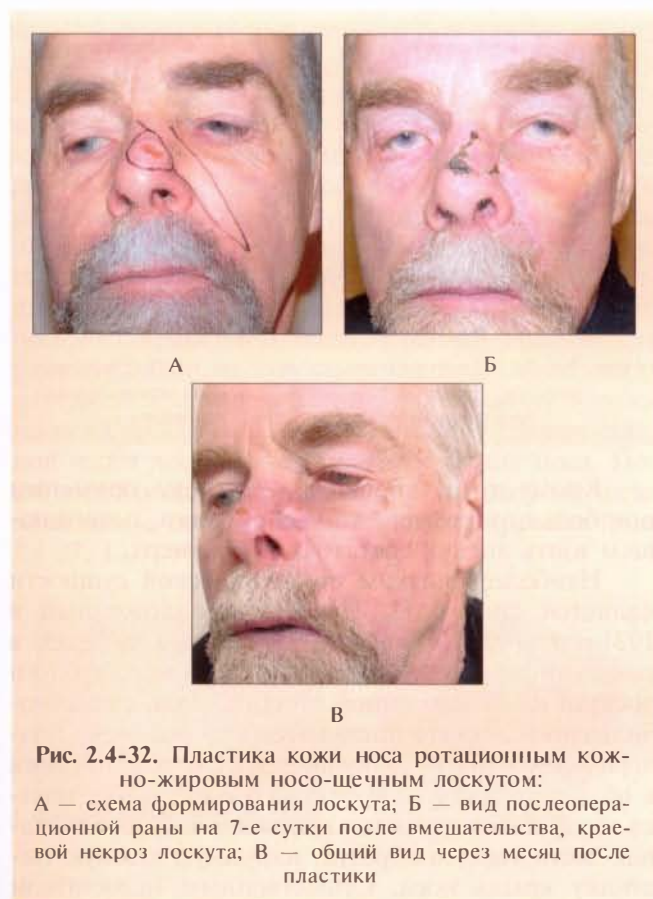 А
Б
В
Рис. 2.4-32. Пластика кожи носа ротационным кож-
но-жировым носо-щечным лоскутом:
А — схема формирования лоскута; Б — вид послеопера-
ционной раны на 7-е сутки после вмешательства, крае-
вой некроз лоскута; В — общий вид через месяц после
пластики